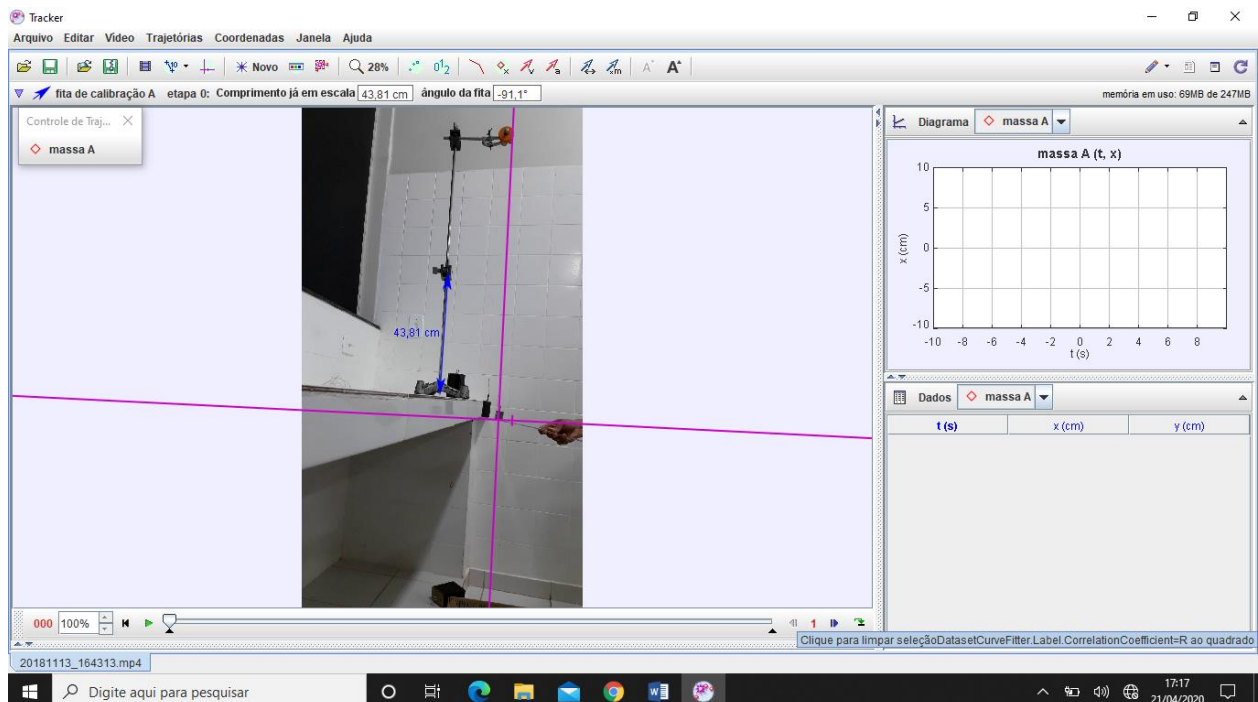 Tracker
Arquivo Editar Video Trajetórias Coordenadas Janela Ajuda
Novo 28%
fita de calibração A etapa 0: Comprimento já em escala 43,81 cm ângulo da fita -91,1° memória em uso: 69MB de 247MB
Controle de Traj...
massa A
43,81 cm
Diagrama massa A
massa A (t, x)
10
5
0
-5
-10
x (cm)
-10 -8 -6 -4 -2 0 2 4 6 8
t (s)
Dados massa A
t (s) x (cm) y (cm)
000 100% 1
Clique para limpar seleçãoDatasetCurveFitter.Label.CorrelationCoefficient=R ao quadrado
20181113_164313.mp4
Digite aqui para pesquisar
17:17
21/04/2020